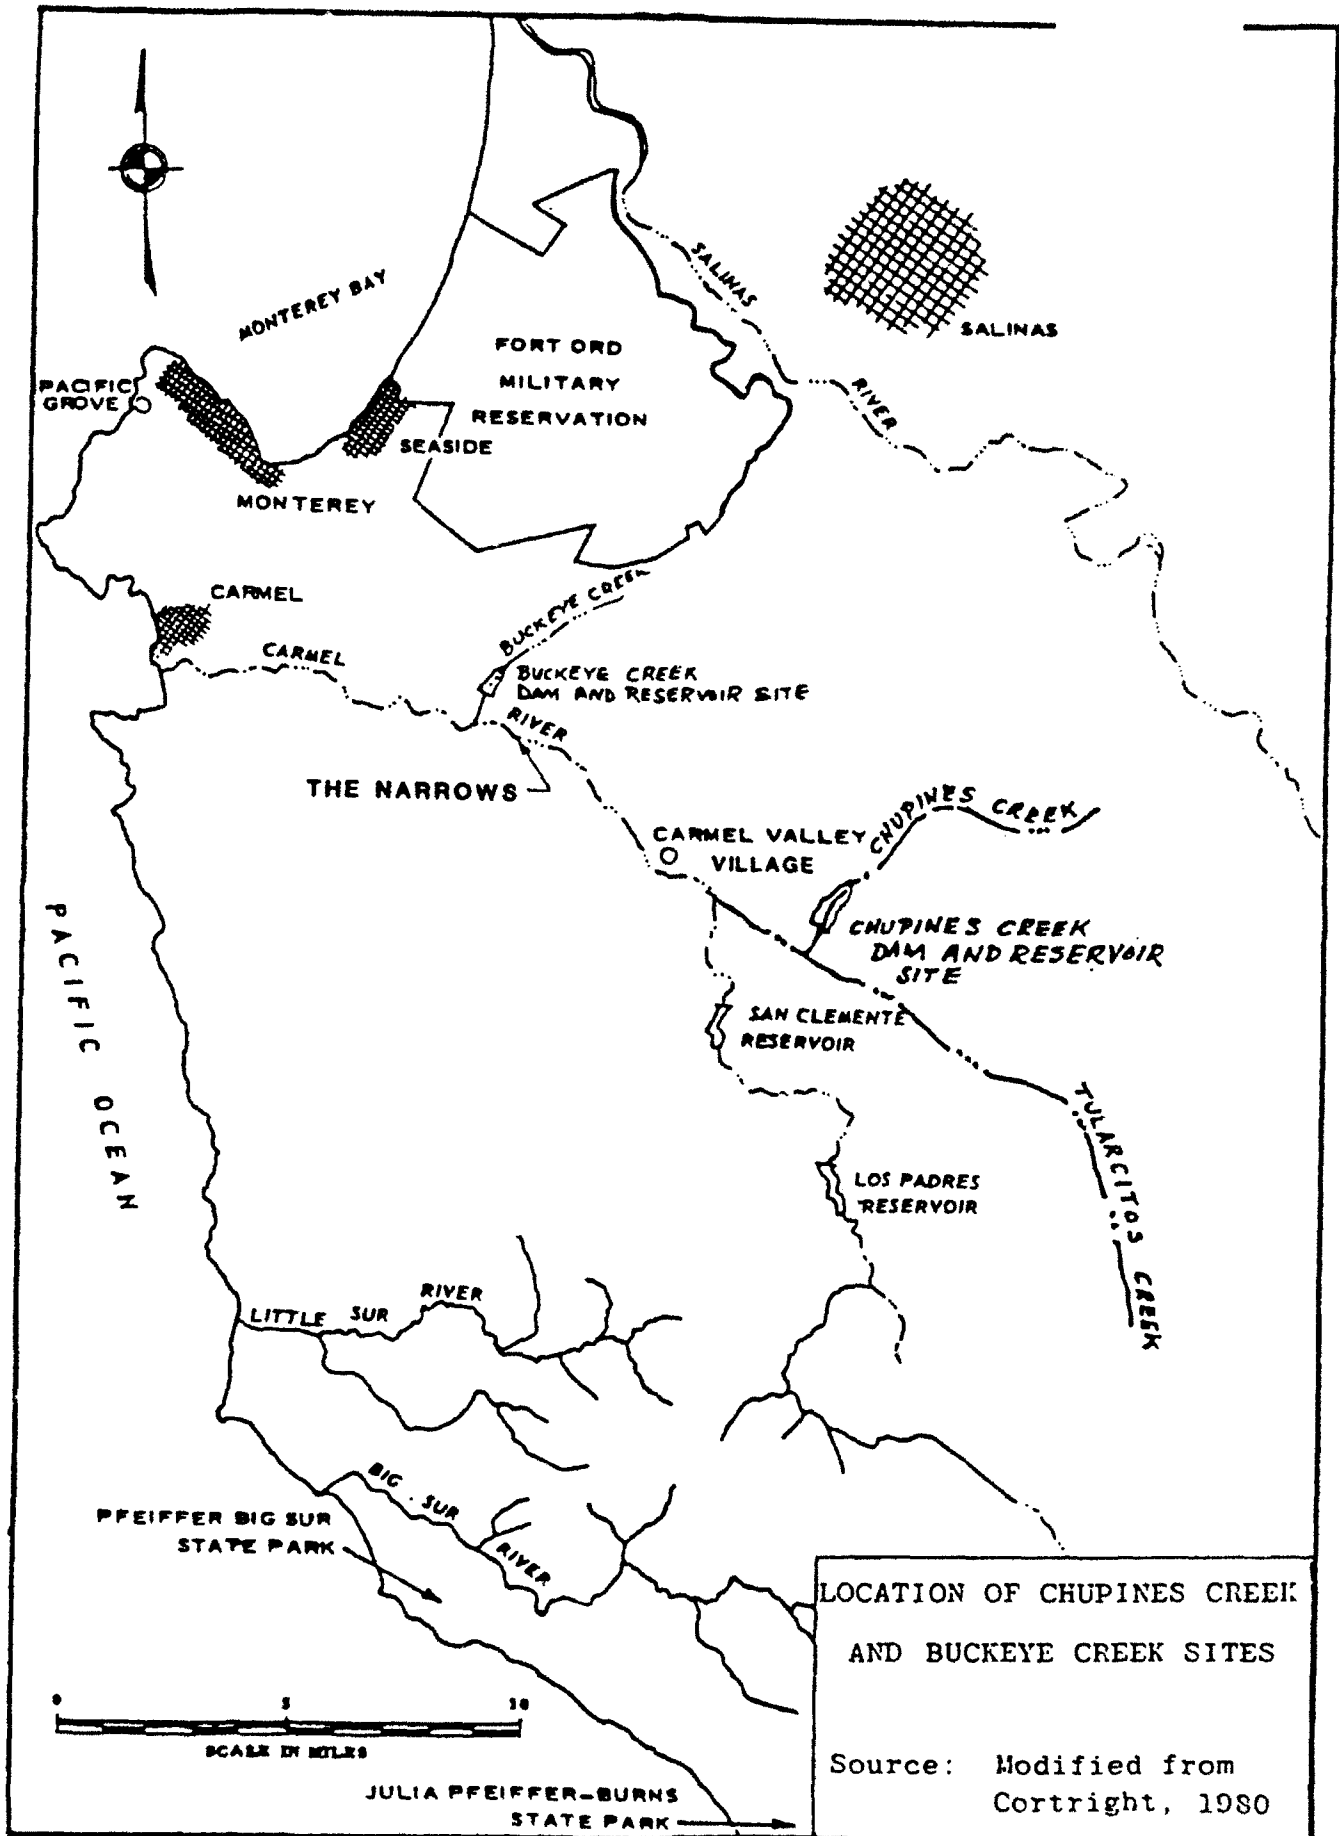 MONTEREY BAY
SALINAS
SALINAS
RIVER
FORT ORD
MILITARY
RESERVATION
PACIFIC
GROVE
SEASIDE
MONTEREY
CARMEL
CARMEL
RIVER
BUCKEYE CREEK
BUCKEYE CREEK
DAM AND RESERVOIR SITE
THE NARROWS
CARMEL VALLEY
VILLAGE
CHUPINES CREEK
CHUPINES CREEK
DAM AND RESERVOIR
SITE
PACIFIC OCEAN
SAN CLEMENTE
RESERVOIR
TULARCITOS CREEK
LOS PADRES
RESERVOIR
LITTLE SUR RIVER
BIG SUR RIVER
PFEIFFER BIG SUR
STATE PARK
0 5 10
SCALE IN MILES
JULIA PFEIFFER-BURNS
STATE PARK
LOCATION OF CHUPINES CREEK
AND BUCKEYE CREEK SITES
Source: Modified from
Cortright, 1980